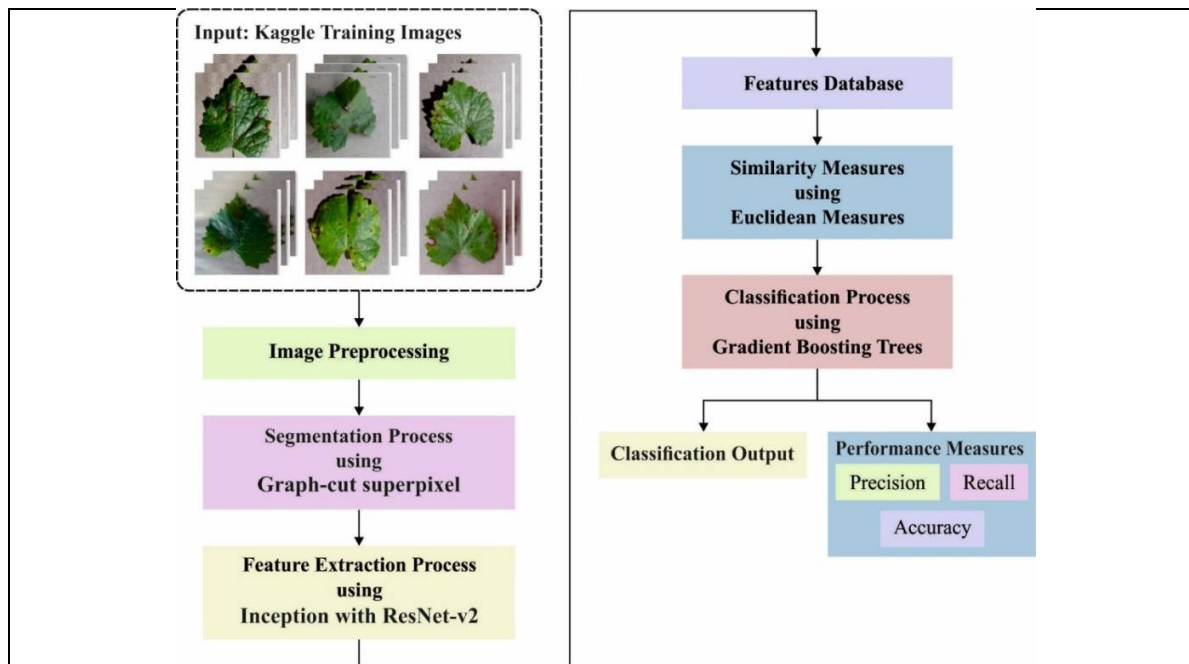 Input: Kaggle Training Images
Image Preprocessing
Segmentation Process
using
Graph-cut superpixel
Feature Extraction Process
using
Inception with ResNet-v2
Features Database
Similarity Measures
using
Euclidean Measures
Classification Process
using
Gradient Boosting Trees
Classification Output
Performance Measures
Precision
Recall
Accuracy